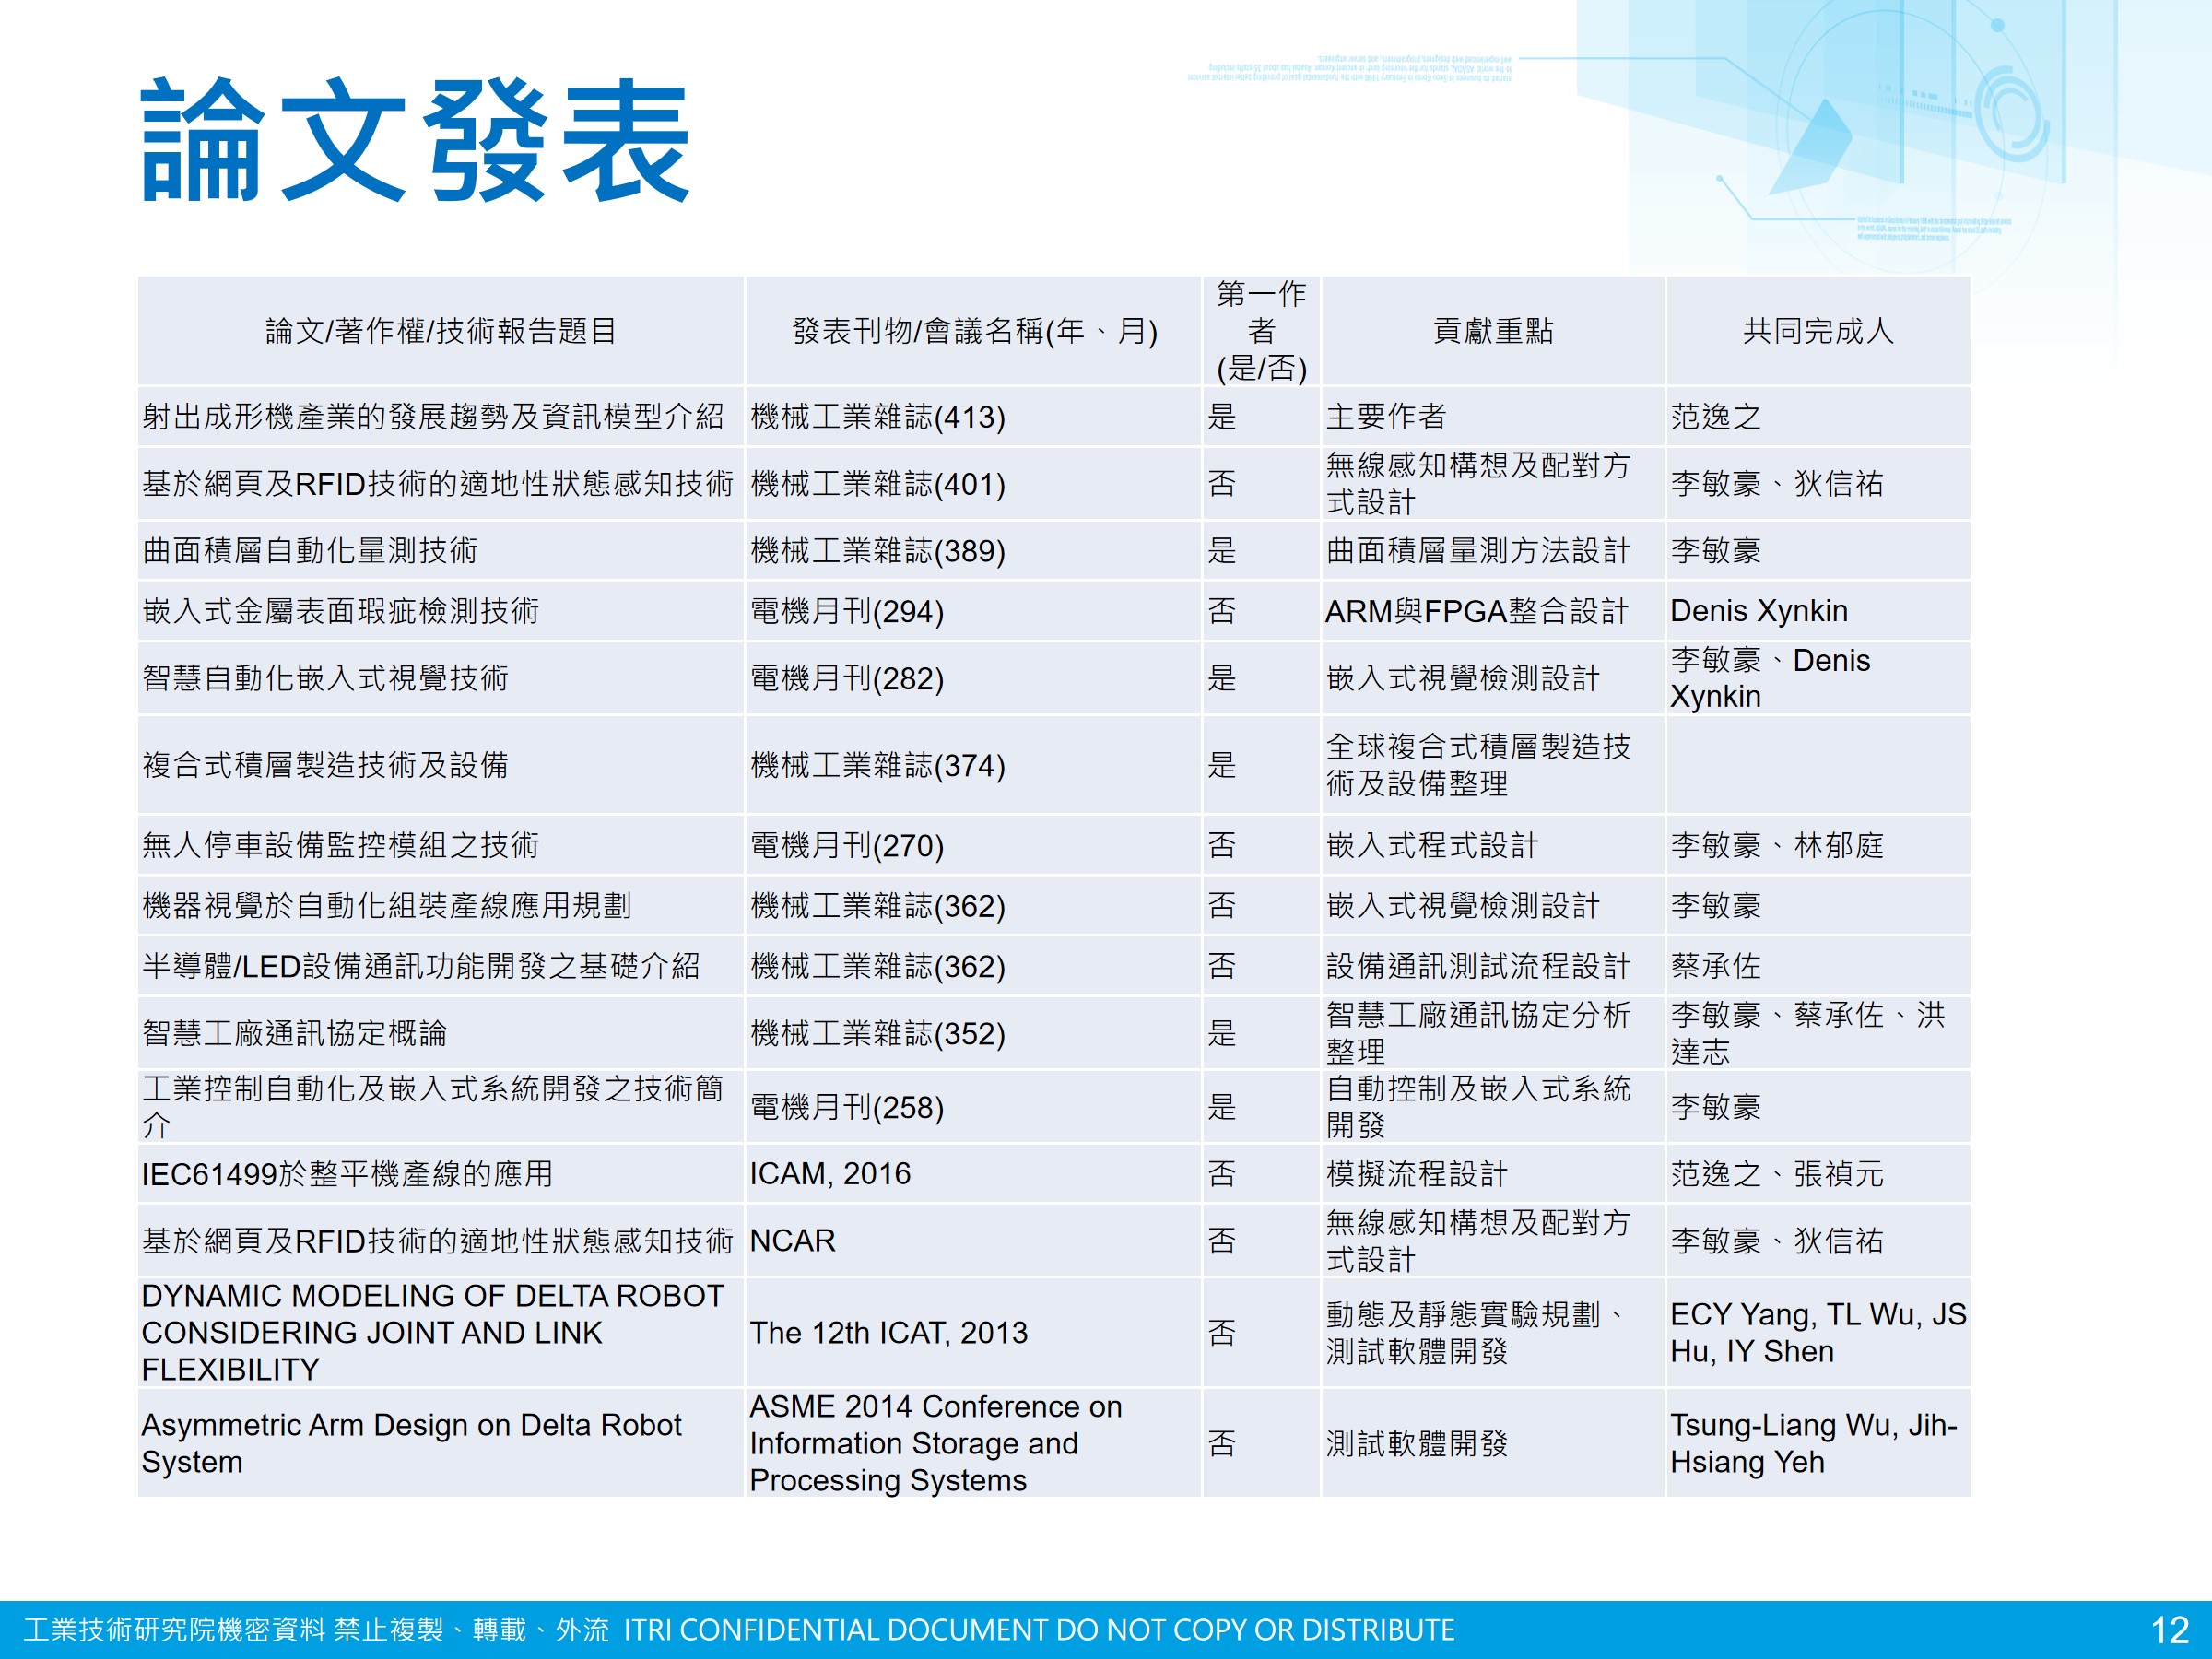 論文發表
論文/著作權/技術報告題目 發表刊物/會議名稱(年、月) 第一作者(是/否) 貢獻重點 共同完成人
射出成形機產業的發展趨勢及資訊模型介紹 機械工業雜誌(413) 是 主要作者 范逸之
基於網頁及RFID技術的適地性狀態感知技術 機械工業雜誌(401) 否 無線感知構想及配對方式設計 李敏豪、狄信祐
曲面積層自動化量測技術 機械工業雜誌(389) 是 曲面積層量測方法設計 李敏豪
嵌入式金屬表面瑕疵檢測技術 電機月刊(294) 否 ARM與FPGA整合設計 Denis Xynkin
智慧自動化嵌入式視覺技術 電機月刊(282) 是 嵌入式視覺檢測設計 李敏豪、Denis Xynkin
複合式積層製造技術及設備 機械工業雜誌(374) 是 全球複合式積層製造技術及設備整理
無人停車設備監控模組之技術 電機月刊(270) 否 嵌入式程式設計 李敏豪、林郁庭
機器視覺於自動化組裝產線應用規劃 機械工業雜誌(362) 否 嵌入式視覺檢測設計 李敏豪
半導體/LED設備通訊功能開發之基礎介紹 機械工業雜誌(362) 否 設備通訊測試流程設計 蔡承佐
智慧工廠通訊協定概論 機械工業雜誌(352) 是 智慧工廠通訊協定分析整理 李敏豪、蔡承佐、洪達志
工業控制自動化及嵌入式系統開發之技術簡介 電機月刊(258) 是 自動控制及嵌入式系統開發 李敏豪
IEC61499於整平機產線的應用 ICAM, 2016 否 模擬流程設計 范逸之、張禎元
基於網頁及RFID技術的適地性狀態感知技術 NCAR 否 無線感知構想及配對方式設計 李敏豪、狄信祐
DYNAMIC MODELING OF DELTA ROBOT CONSIDERING JOINT AND LINK FLEXIBILITY The 12th ICAT, 2013 否 動態及靜態實驗規劃、測試軟體開發 ECY Yang, TL Wu, JS Hu, IY Shen
Asymmetric Arm Design on Delta Robot System ASME 2014 Conference on Information Storage and Processing Systems 否 測試軟體開發 Tsung-Liang Wu, Jih-Hsiang Yeh
工業技術研究院機密資料 禁止複製、轉載、外流 ITRI CONFIDENTIAL DOCUMENT DO NOT COPY OR DISTRIBUTE
12